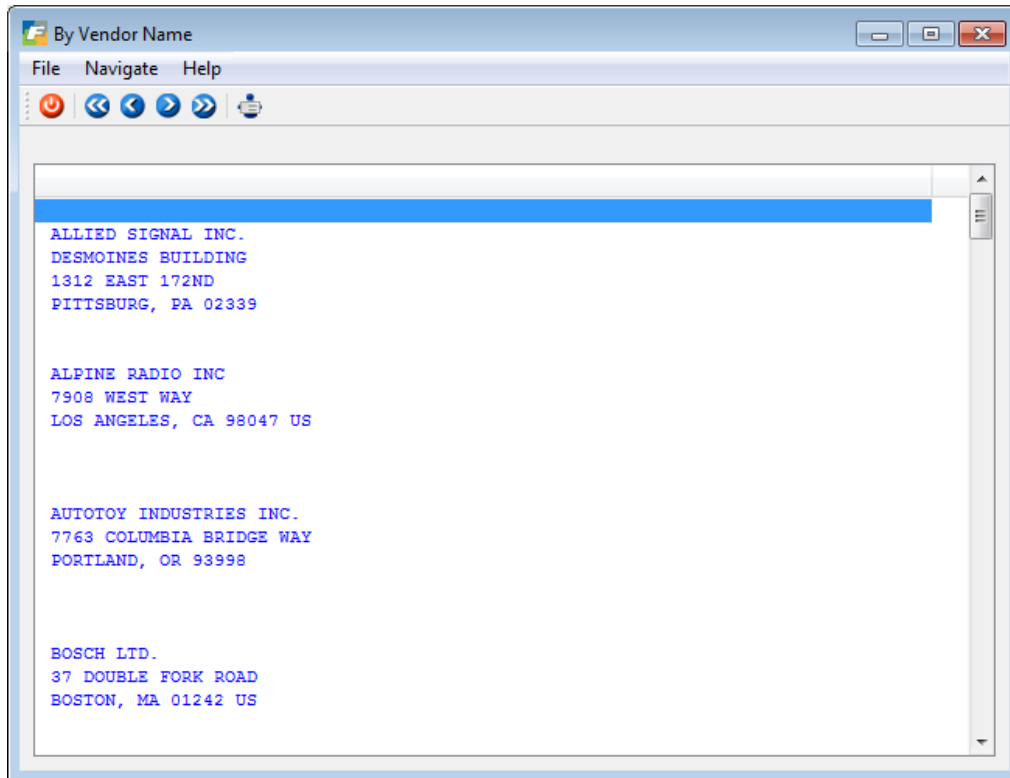 By Vendor Name
File Navigate Help
ALLIED SIGNAL INC.
DESMOINES BUILDING
1312 EAST 172ND
PITTSBURG, PA 02339
ALPINE RADIO INC
7908 WEST WAY
LOS ANGELES, CA 98047 US
AUTOTOY INDUSTRIES INC.
7763 COLUMBIA BRIDGE WAY
PORTLAND, OR 93998
BOSCH LTD.
37 DOUBLE FORK ROAD
BOSTON, MA 01242 US